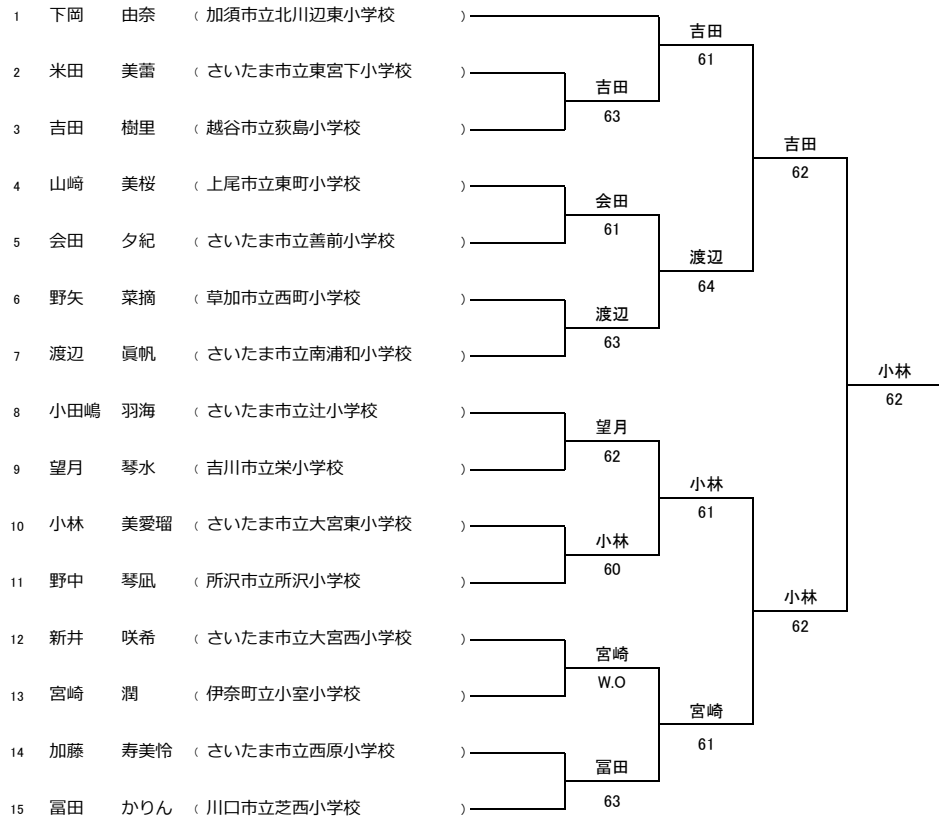 1 下岡 由奈 ( 加須市立北川辺東小学校 )
吉田
61
2 米田 美蕾 ( さいたま市立東宮下小学校 )
吉田
63
3 吉田 樹里 ( 越谷市立荻島小学校 )
吉田
62
4 山﨑 美桜 ( 上尾市立東町小学校 )
会田
61
5 会田 夕紀 ( さいたま市立善前小学校 )
渡辺
64
6 野矢 菜摘 ( 草加市立西町小学校 )
渡辺
63
7 渡辺 眞帆 ( さいたま市立南浦和小学校 )
小林
62
8 小田嶋 羽海 ( さいたま市立辻小学校 )
望月
62
9 望月 琴水 ( 吉川市立栄小学校 )
小林
61
10 小林 美愛瑠 ( さいたま市立大宮東小学校 )
小林
60
11 野中 琴凪 ( 所沢市立所沢小学校 )
小林
62
12 新井 咲希 ( さいたま市立大宮西小学校 )
宮崎
W.O
13 宮崎 潤 ( 伊奈町立小室小学校 )
宮崎
61
14 加藤 寿美怜 ( さいたま市立西原小学校 )
冨田
63
15 冨田 かりん ( 川口市立芝西小学校 )